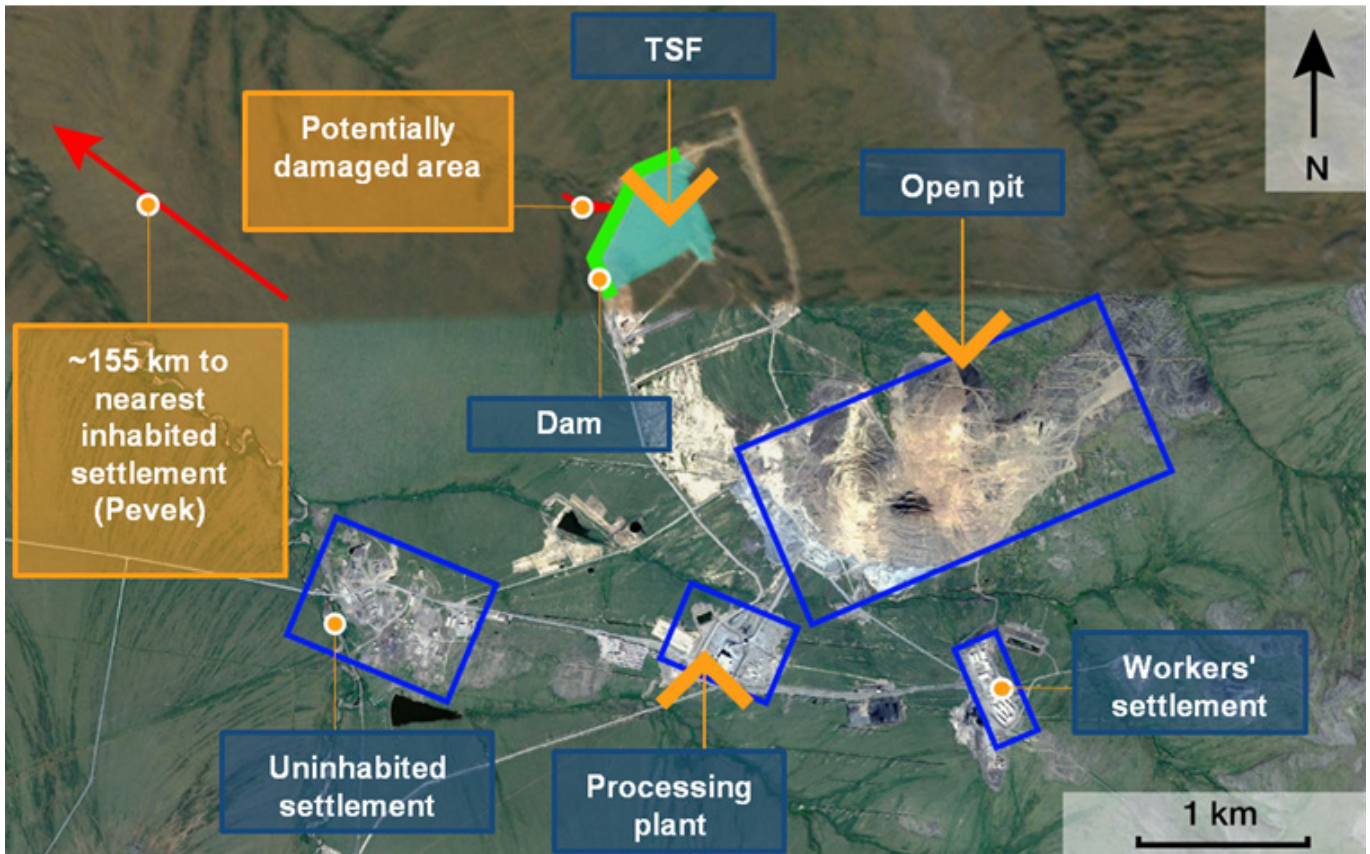 TSF
Potentially
damaged area
Open pit
N
~155 km to
nearest
inhabited
settlement
(Pevek)
Dam
Workers'
settlement
Uninhabited
settlement
Processing
plant
1 km